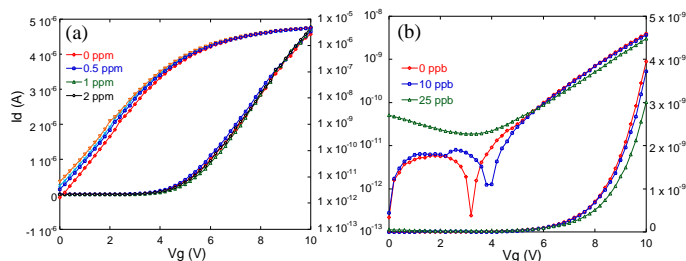 (a)
5 10⁻⁶
4 10⁻⁶
3 10⁻⁶
2 10⁻⁶
1 10⁻⁶
0
-1 10⁻⁶
Id (A)
0 ppm
0.5 ppm
1 ppm
2 ppm
1 x 10⁻⁵
1 x 10⁻⁶
1 x 10⁻⁷
1 x 10⁻⁸
1 x 10⁻⁹
1 x 10⁻¹⁰
1 x 10⁻¹¹
1 x 10⁻¹²
1 x 10⁻¹³
0 2 4 6 8 10
Vg (V)
(b)
10⁻⁸
10⁻⁹
10⁻¹⁰
10⁻¹¹
10⁻¹²
10⁻¹³
0 ppb
10 ppb
25 ppb
5 10⁻⁹
4 10⁻⁹
3 10⁻⁹
2 10⁻⁹
1 10⁻⁹
0
0 2 4 6 8 10
Vg (V)